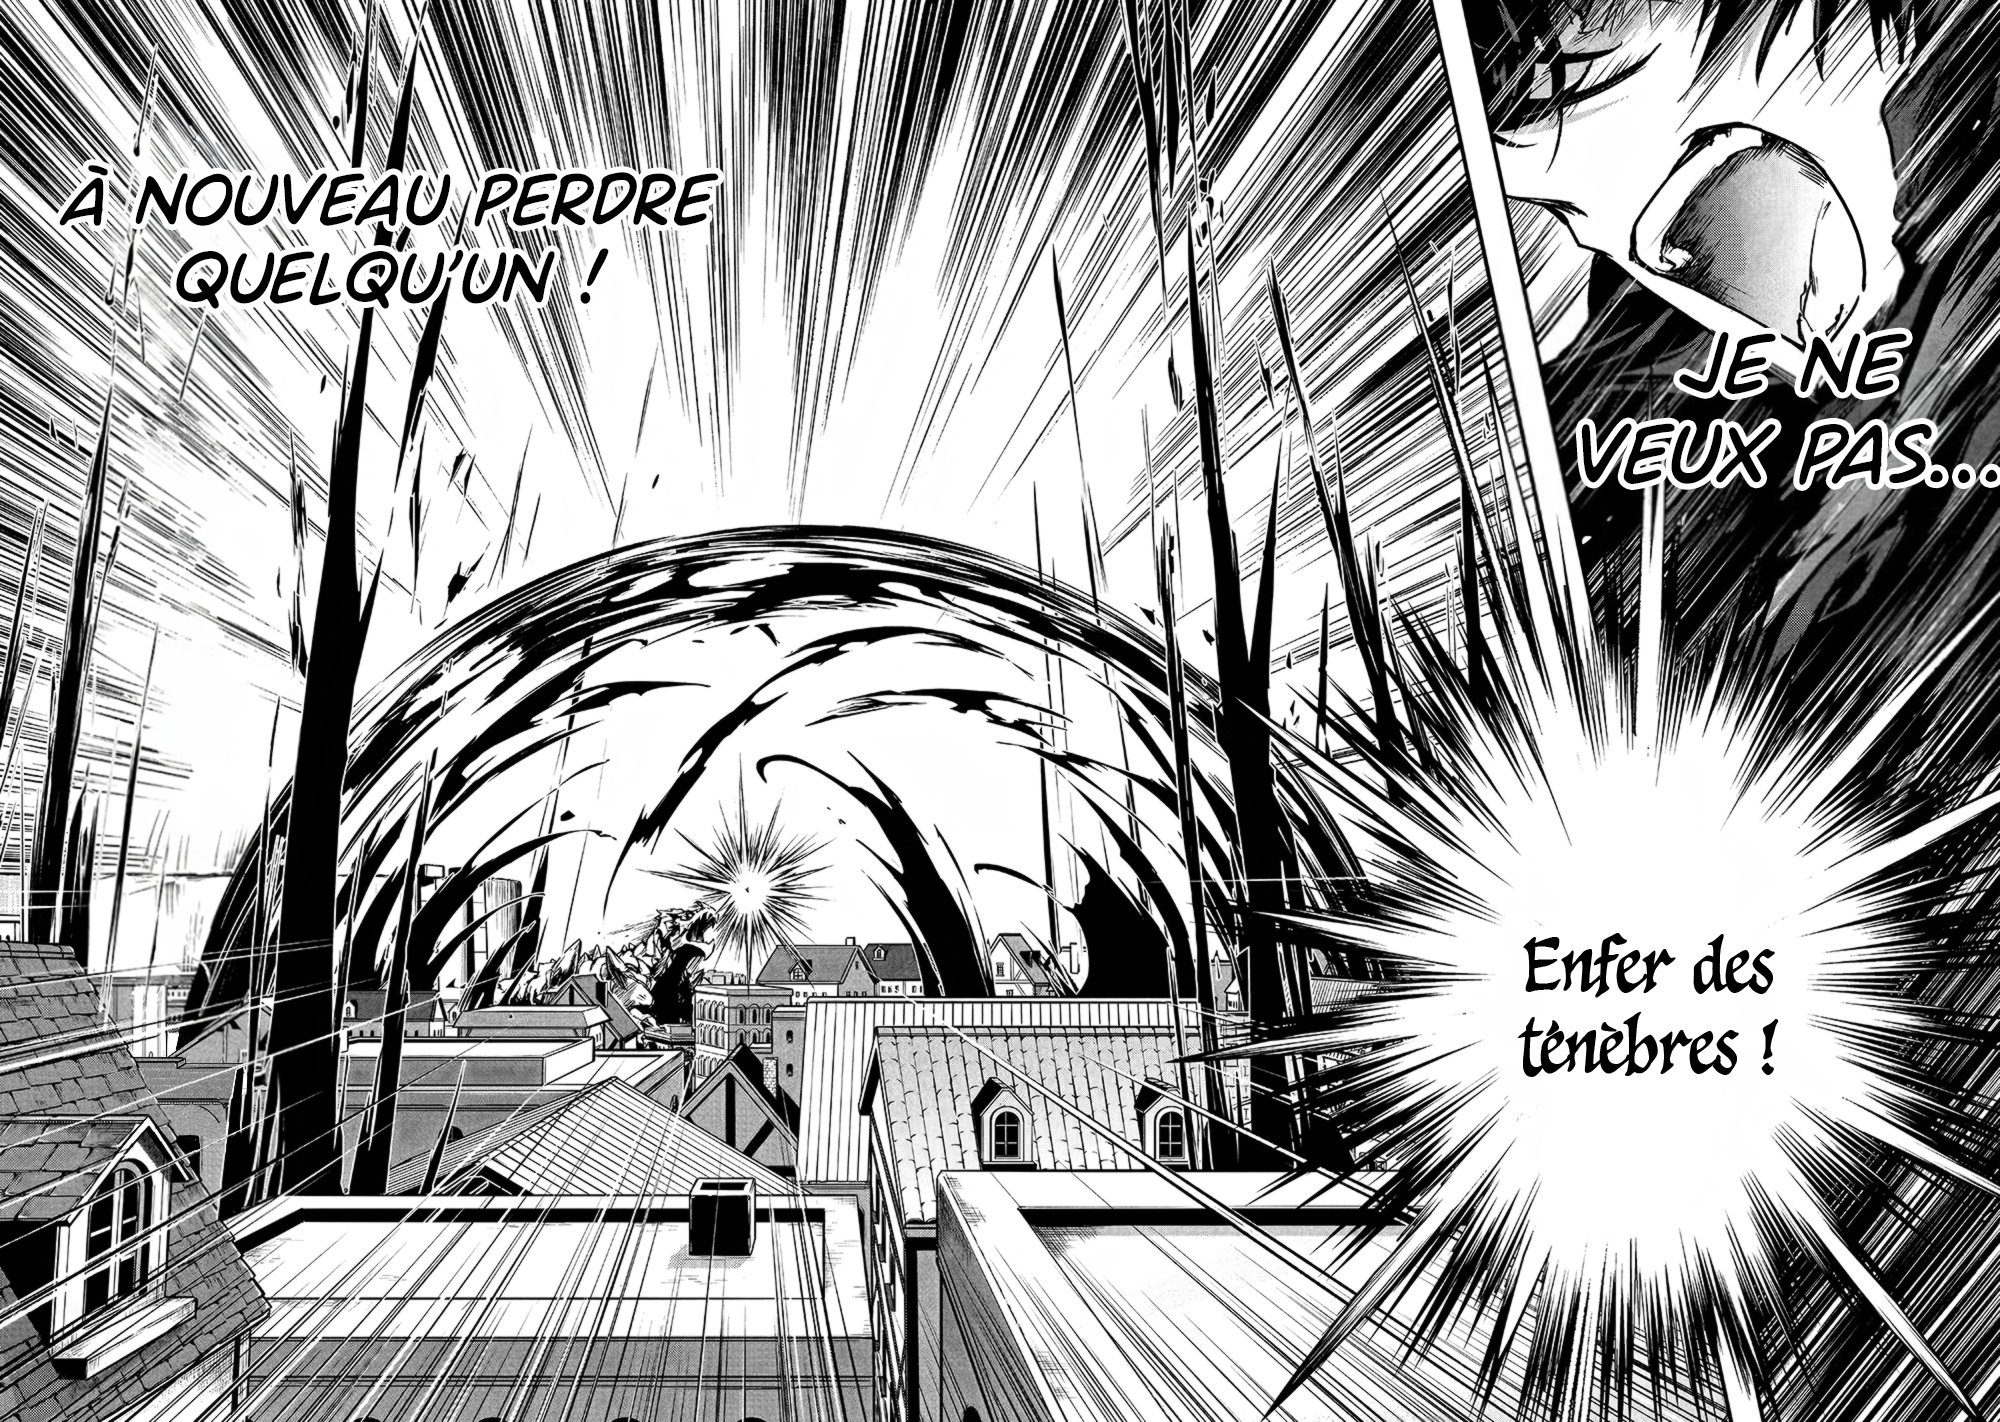 JE NE
VEUX PAS...
À NOUVEAU PERDRE
QUELQU'UN !
Enfer des
ténèbres !